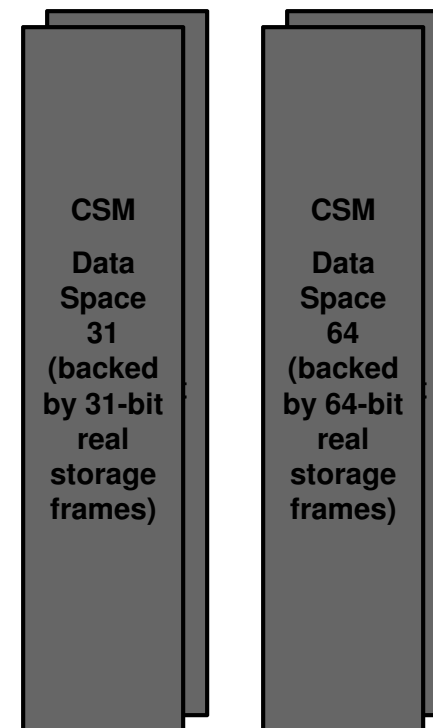 CSM
Data
Space
31
(backed
by 31-bit
real
storage
frames)
CSM
Data
Space
64
(backed
by 64-bit
real
storage
frames)